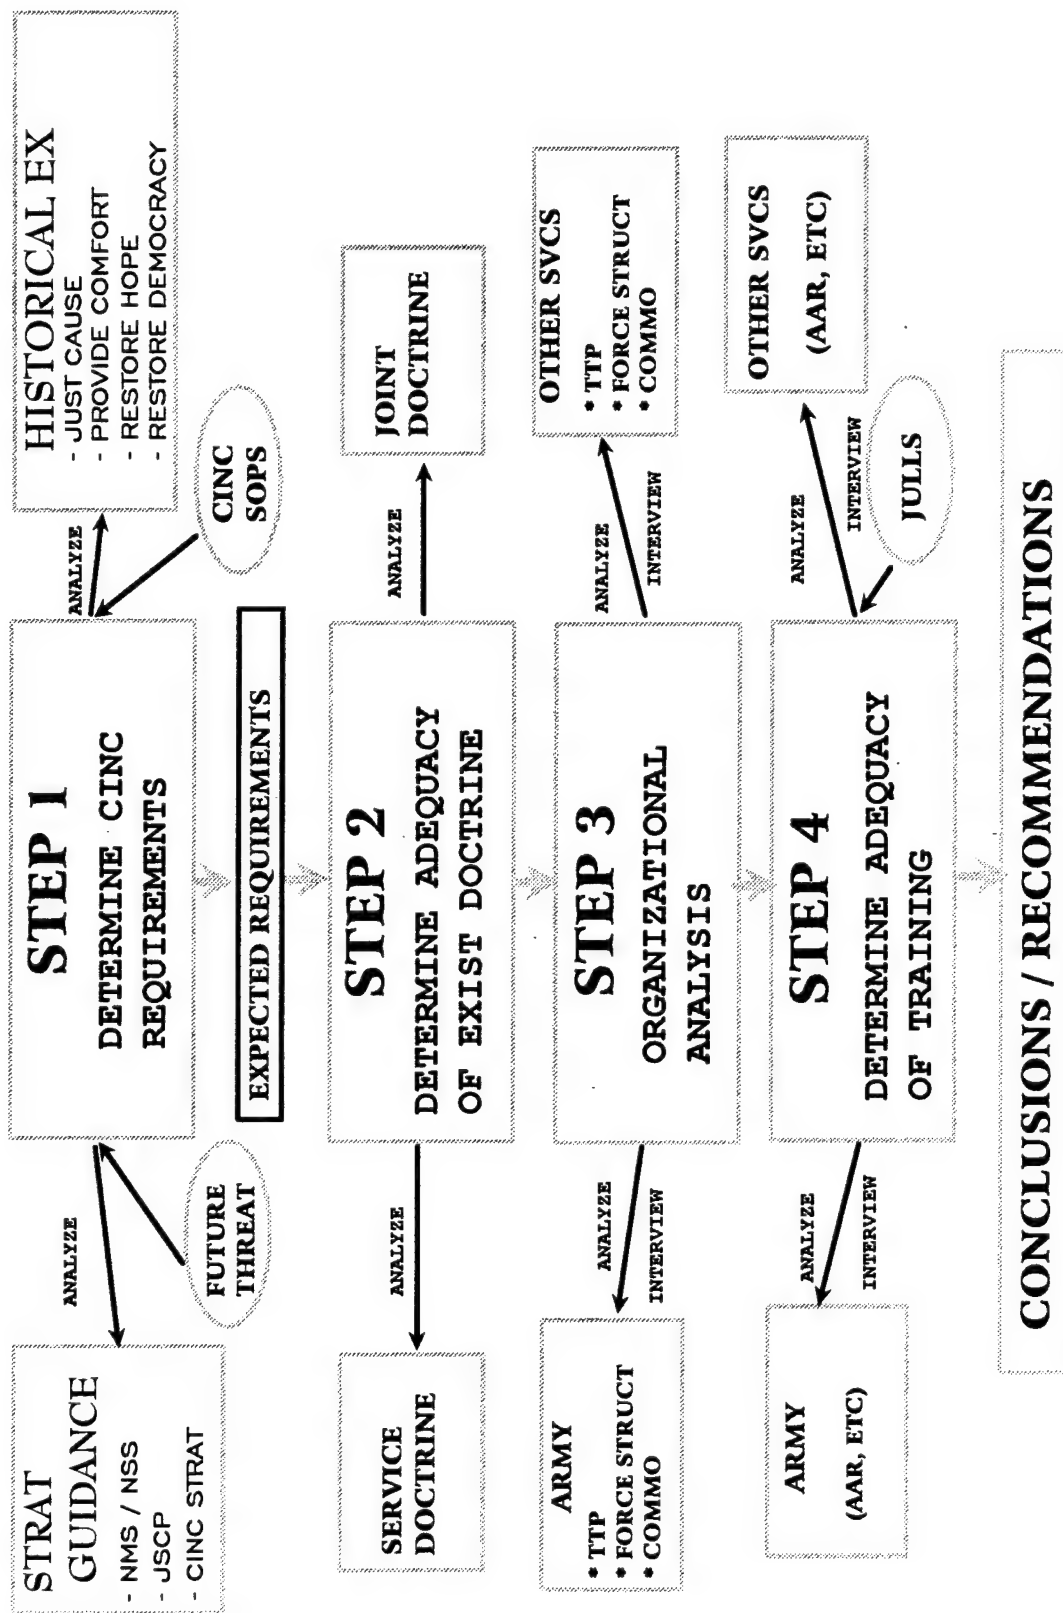 STRAT
GUIDANCE
- NMS / NSS
- JSCP
- CINC STRAT
ANALYZE
FUTURE
THREAT
STEP 1
DETERMINE CINC
REQUIREMENTS
ANALYZE
HISTORICAL EX
- JUST CAUSE
- PROVIDE COMFORT
- RESTORE HOPE
- RESTORE DEMOCRACY
CINC
SOPS
EXPECTED REQUIREMENTS
SERVICE
DOCTRINE
ANALYZE
STEP 2
DETERMINE ADEQUACY
OF EXIST DOCTRINE
ANALYZE
JOINT
DOCTRINE
ARMY
* TTP
* FORCE STRUCT
* COMMO
ANALYZE
INTERVIEW
STEP 3
ORGANIZATIONAL
ANALYSIS
ANALYZE
INTERVIEW
OTHER SVCS
* TTP
* FORCE STRUCT
* COMMO
ARMY
(AAR, ETC)
ANALYZE
INTERVIEW
STEP 4
DETERMINE ADEQUACY
OF TRAINING
ANALYZE
INTERVIEW
OTHER SVCS
(AAR, ETC)
JULLS
CONCLUSIONS / RECOMMENDATIONS